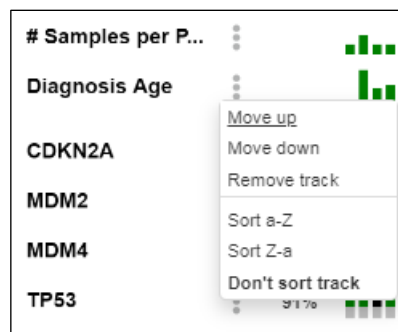 # Samples per P...
Diagnosis Age
Move up
CDKN2A
Move down
Remove track
MDM2
Sort a-Z
MDM4
Sort Z-a
Don't sort track
TP53
91%